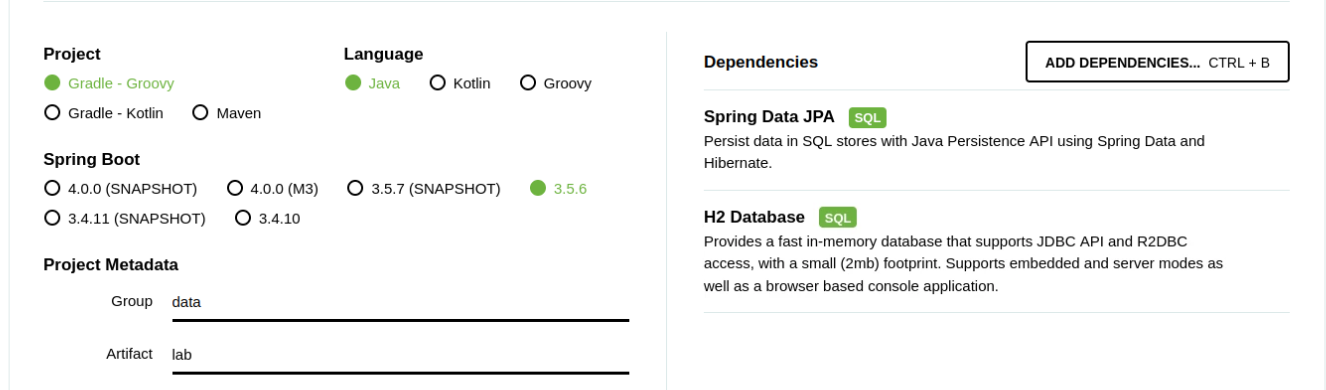 Project
Gradle - Groovy
Gradle - Kotlin Maven
Language
Java Kotlin Groovy
Spring Boot
4.0.0 (SNAPSHOT) 4.0.0 (M3) 3.5.7 (SNAPSHOT) 3.5.6
3.4.11 (SNAPSHOT) 3.4.10
Project Metadata
Group data
Artifact lab
Dependencies ADD DEPENDENCIES... CTRL + B
Spring Data JPA SQL
Persist data in SQL stores with Java Persistence API using Spring Data and
Hibernate.
H2 Database SQL
Provides a fast in-memory database that supports JDBC API and R2DBC
access, with a small (2mb) footprint. Supports embedded and server modes as
well as a browser based console application.